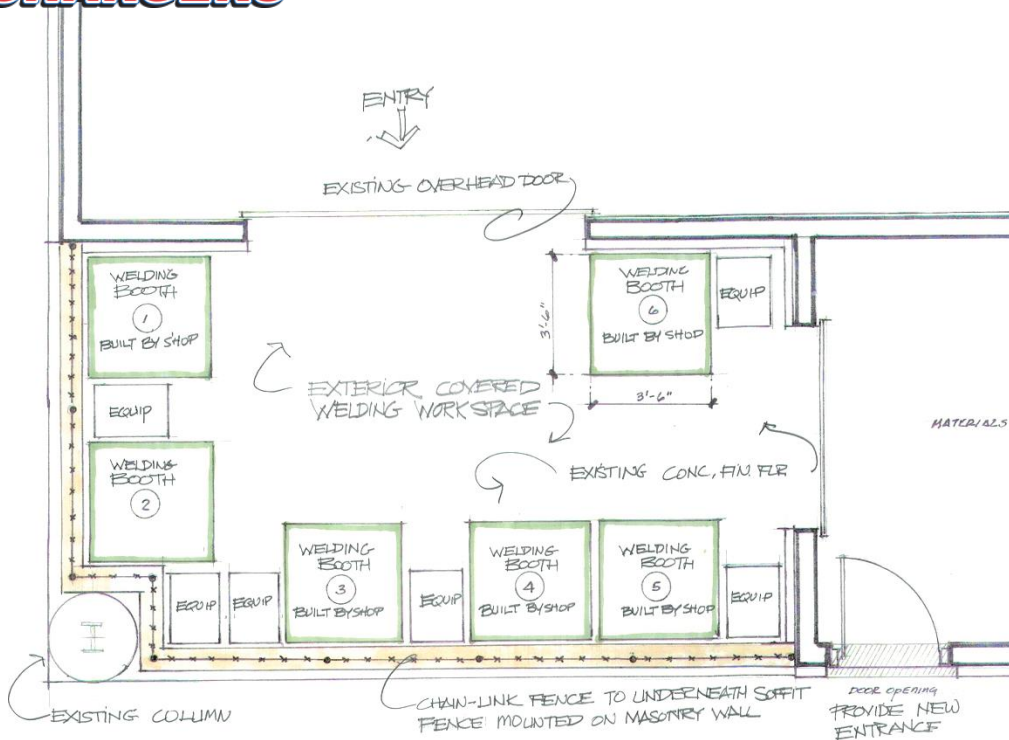 ENTRY
EXISTING OVERHEAD DOOR
WELDING
BOOTH
1
BUILT BY SHOP
WELDING
BOOTH
6
BUILT BY SHOP
EQUIP
3'-6"
3'-6"
EXTERIOR COVERED
WELDING WORK SPACE
EQUIP
MATERIALS
WELDING
BOOTH
2
EXISTING CONC, FIN. FLR
WELDING
BOOTH
3
BUILT BY SHOP
WELDING
BOOTH
4
BUILT BY SHOP
WELDING
BOOTH
5
BUILT BY SHOP
EQUIP
EQUIP
EQUIP
EQUIP
EXISTING COLUMN
CHAIN-LINK FENCE TO UNDERNEATH SOFFIT
FENCE MOUNTED ON MASONRY WALL
DOOR OPENING
PROVIDE NEW
ENTRANCE